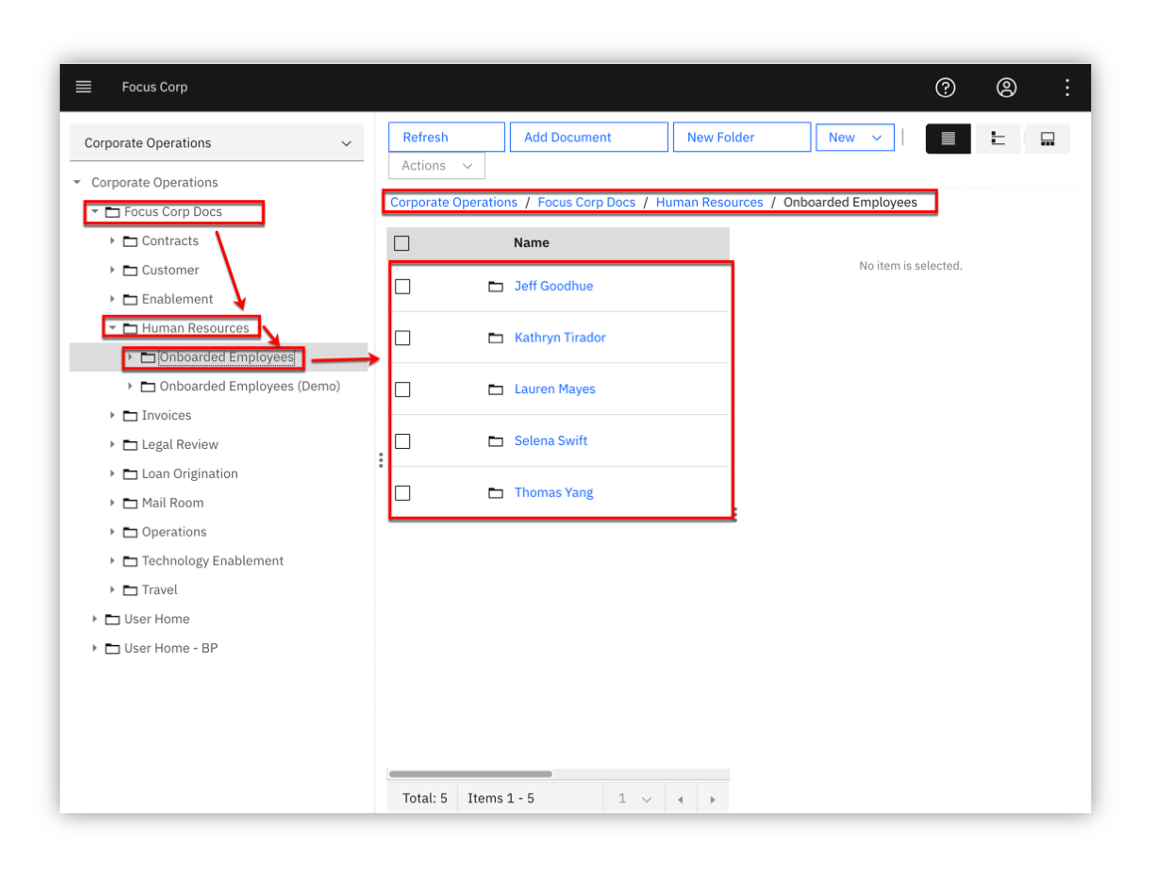 Focus Corp
Corporate Operations
Corporate Operations
Focus Corp Docs
Contracts
Customer
Enablement
Human Resources
Onboarded Employees
Onboarded Employees (Demo)
Invoices
Legal Review
Loan Origination
Mail Room
Operations
Technology Enablement
Travel
User Home
User Home - BP
Refresh Add Document New Folder New
Actions
Corporate Operations / Focus Corp Docs / Human Resources / Onboarded Employees
Name
Jeff Goodhue
Kathryn Tirador
Lauren Mayes
Selena Swift
Thomas Yang
No item is selected.
Total: 5 Items 1 - 5 1